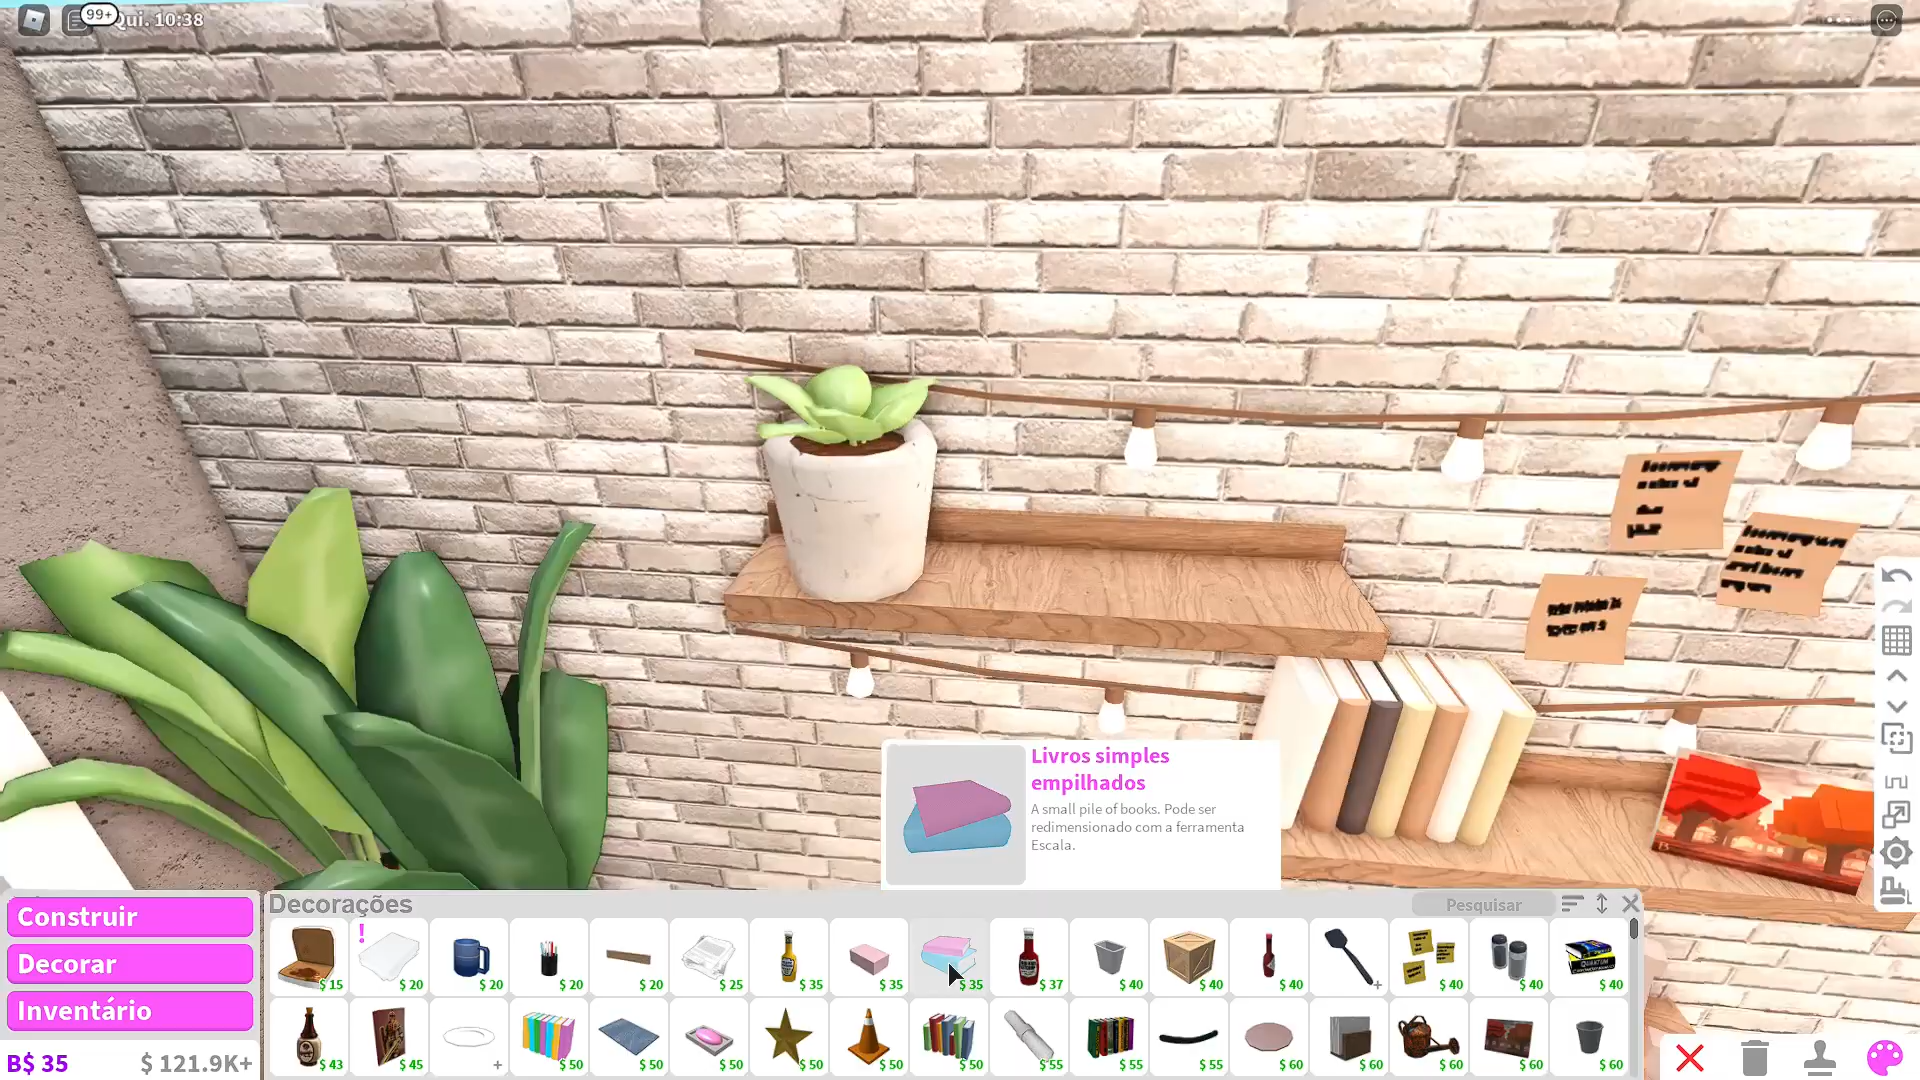 99+
Qui. 10:38
Livros simples
empilhados
A small pile of books. Pode ser
redimensionado com a ferramenta
Escala.
Construir
Decorar
Inventário
B$ 35
$ 121.9K+
Decorações
Pesquisar
$ 15
! $ 20
$ 20
$ 20
$ 20
$ 25
$ 35
$ 35
$ 35
$ 37
$ 40
$ 40
$ 40
+
$ 40
$ 40
$ 40
$ 43
$ 45
+
$ 50
$ 50
$ 50
$ 50
$ 50
$ 50
$ 55
$ 55
$ 55
$ 60
$ 60
$ 60
$ 60
$ 60